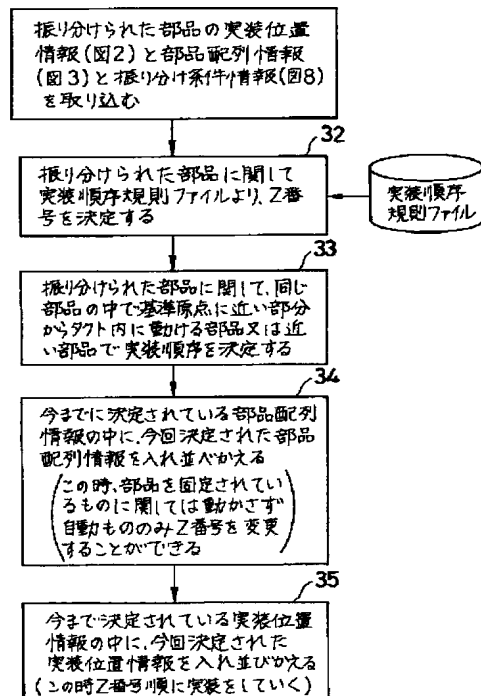 振り分けられた部品の実装位置
情報(図2)と部品配列情報
(図3)と振り分け条件情報(図8)
を取り込む
32
振り分けられた部品に関して
実装順序規則ファイルより、Z番
号を決定する
実装順序
規則ファイル
33
振り分けられた部品に関して、同じ
部品の中で基準原点に近い部分
からタクト内に動ける部品又は近
い部品で実装順序を決定する
34
今までに決定されている部品配列
情報の中に、今回決定された部品
配列情報を入れ並べかえる
(この時、部品を固定されてい
るものに関しては動かさず
自動もののみZ番号を変更
することができる)
35
今まで決定されている実装位置
情報の中に、今回決定された
実装位置情報を入れ並びかえる
(この時Z番号順に実装をしていく)